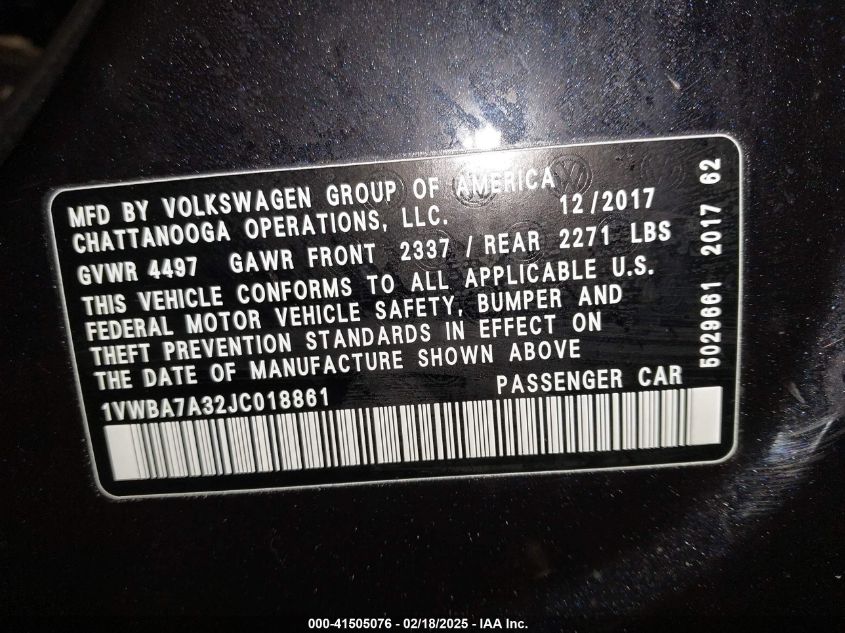 MFD BY VOLKSWAGEN GROUP OF AMERICA
CHATTANOOGA OPERATIONS, LLC. 12/2017
GVWR 4497 GAWR FRONT 2337 / REAR 2271 LBS
THIS VEHICLE CONFORMS TO ALL APPLICABLE U.S.
FEDERAL MOTOR VEHICLE SAFETY, BUMPER AND
THEFT PREVENTION STANDARDS IN EFFECT ON
THE DATE OF MANUFACTURE SHOWN ABOVE
1VWBA7A32JC018861 PASSENGER CAR
5029661 2017 62
000-41505076 - 02/18/2025 - IAA Inc.